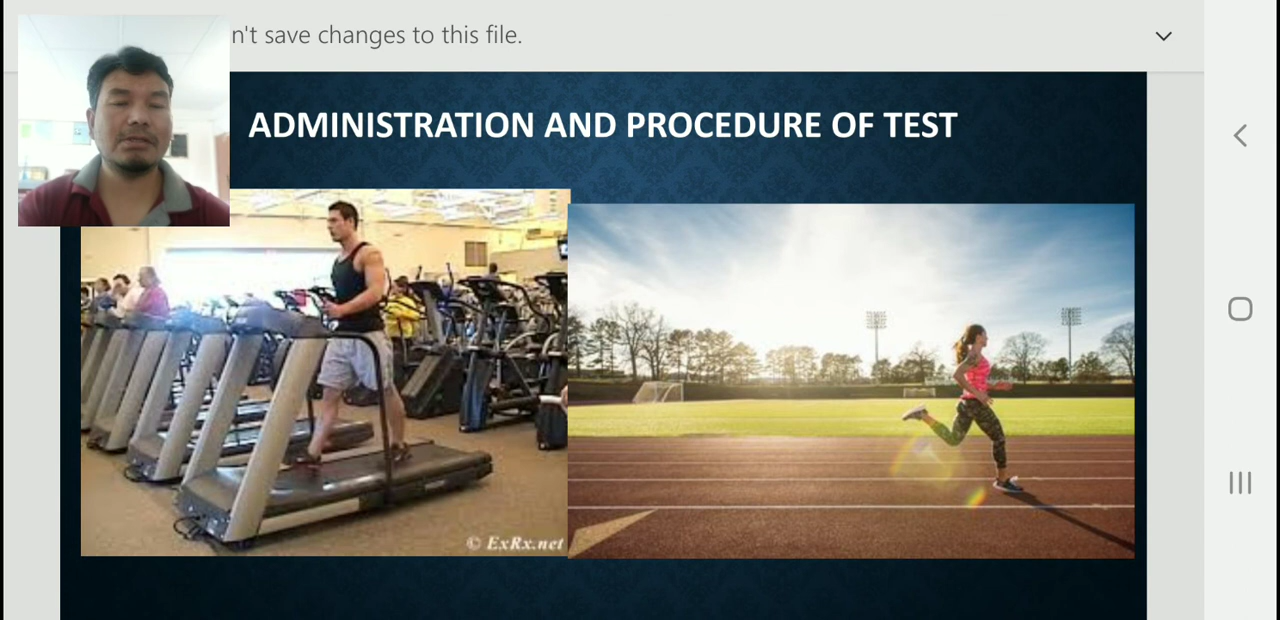 n't save changes to this file.
ADMINISTRATION AND PROCEDURE OF TEST
© ExRx.net